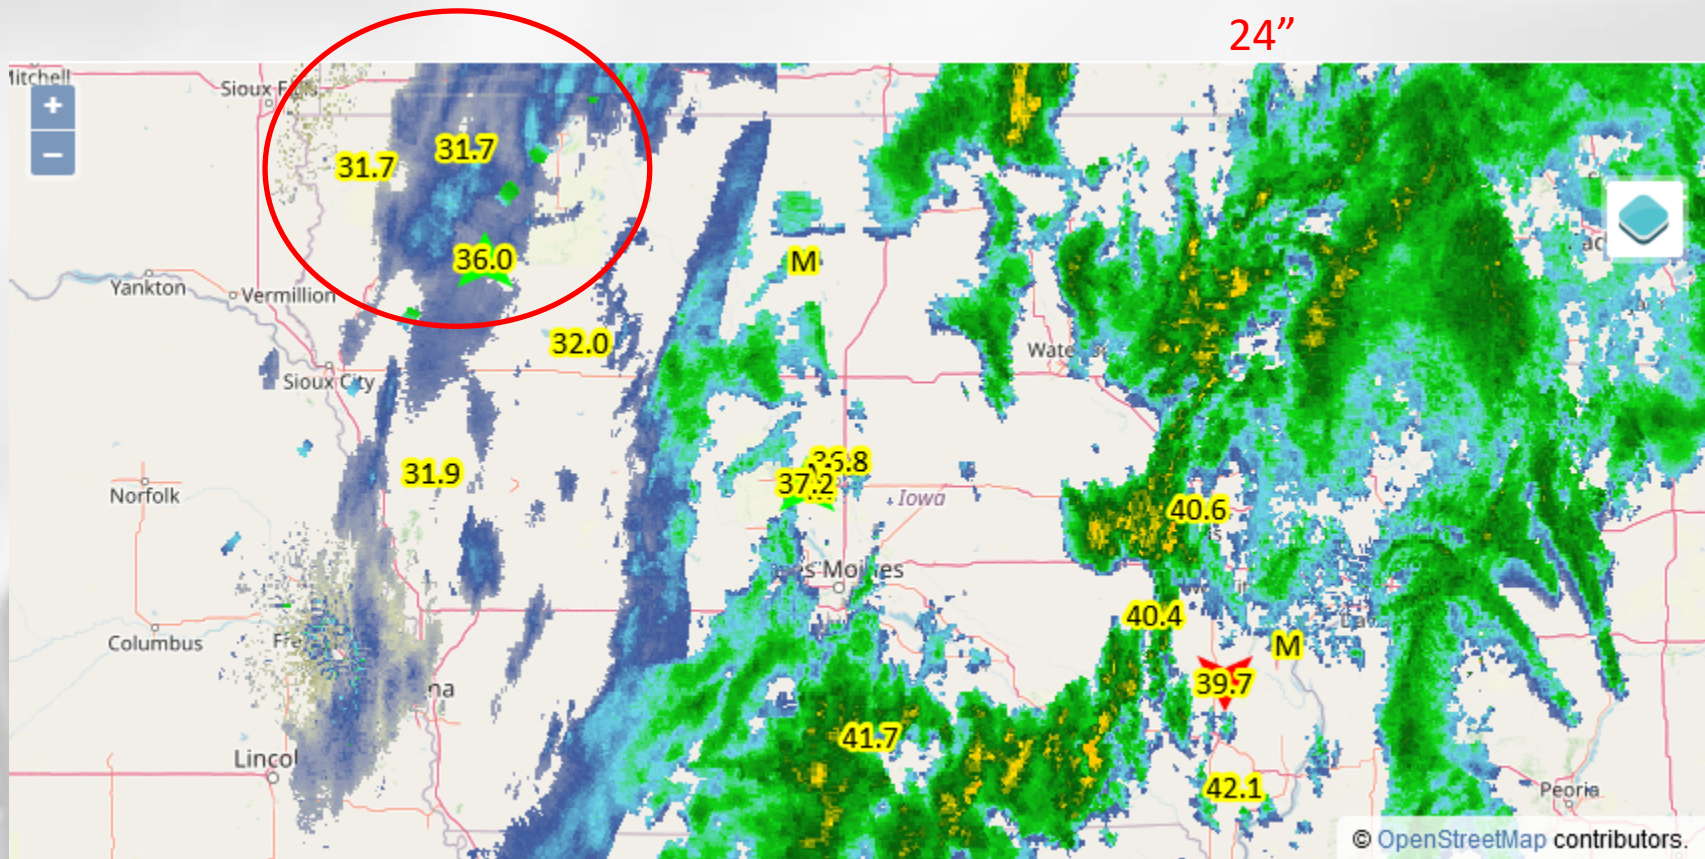 24”
Mitchell
+
Sioux Falls
−
31.7
31.7
36.0
M
Yankton
Vermillion
32.0
Sioux City
36.8
31.9
37.2
Norfolk
Iowa
40.6
Des Moines
40.4
Columbus
M
39.7
41.7
Lincol
42.1
Peoria
© OpenStreetMap contributors.